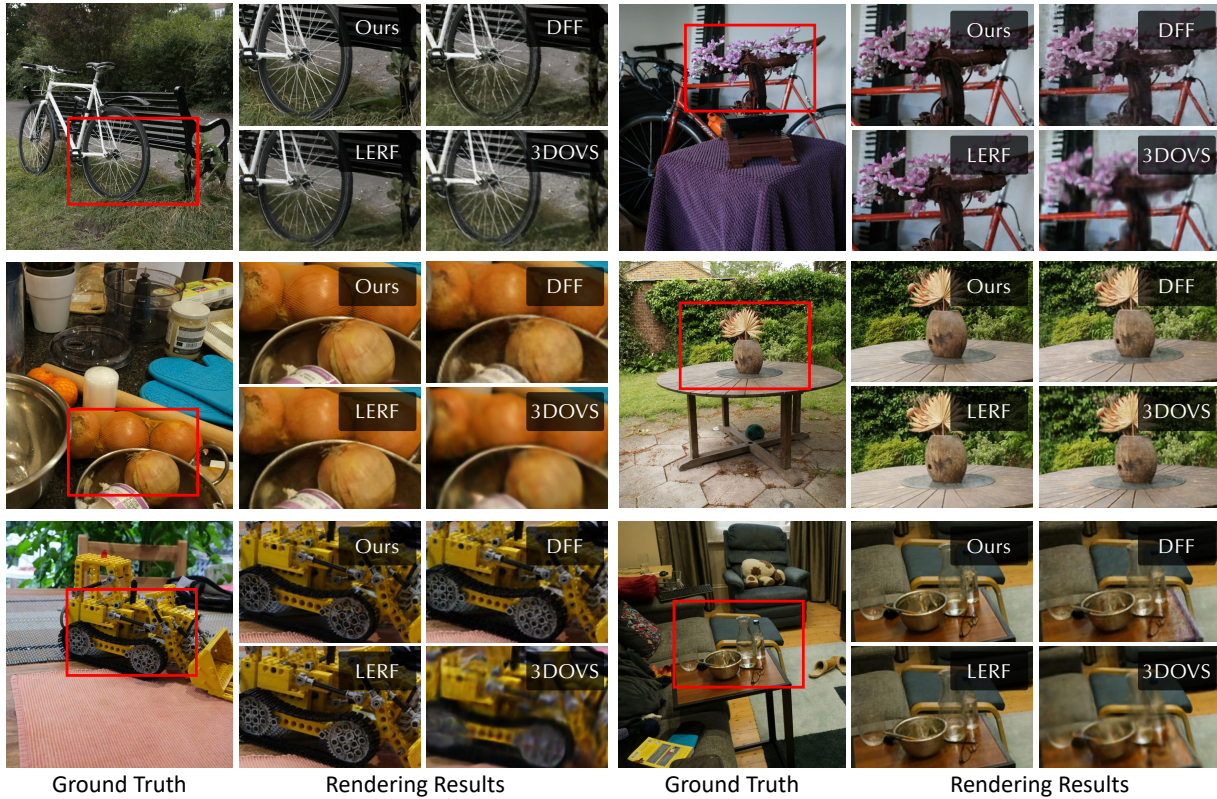 Ours DFF Ours DFF
LERF 3DOVS LERF 3DOVS
Ours DFF Ours DFF
LERF 3DOVS LERF 3DOVS
Ours DFF Ours DFF
LERF 3DOVS LERF 3DOVS
Ground Truth Rendering Results Ground Truth Rendering Results